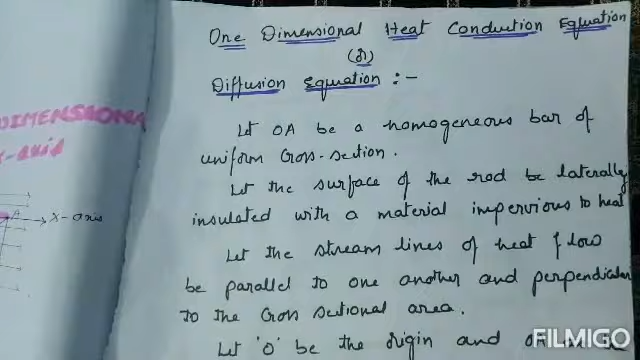 DIMENSIONA
x-axis
A
X-axis
One Dimensional Heat Conduction Equation
(or)
Diffusion Equation :-
Let OA be a homogeneous bar of
uniform Cross-section.
Let the surface of the rod be laterally
insulated with a material impervious to heat
Let the stream lines of heat flow
be parallel to one another and perpendicular
to the Cross sectional area.
Let 'O' be the origin and
FILMIGO